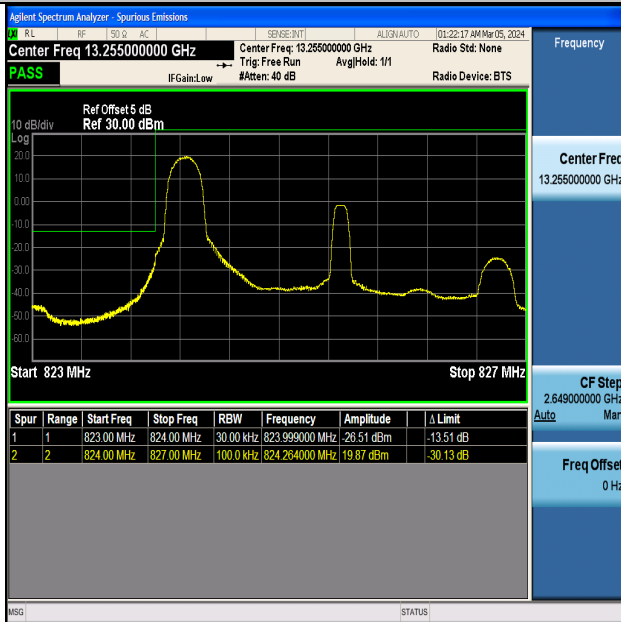 Agilent Spectrum Analyzer - Spurious Emissions
LXI RL RF 50 Ω AC SENSE:INT ALIGNAUTO 01:22:17 AM Mar 05, 2024
Center Freq 13.255000000 GHz
Center Freq: 13.255000000 GHz
Radio Std: None
Trig: Free Run Avg|Hold: 1/1
PASS
IFGain:Low
#Atten: 40 dB
Radio Device: BTS
Frequency
Ref Offset 5 dB
10 dB/div Ref 30.00 dBm
Log
20.0
10.0
0.00
-10.0
-20.0
-30.0
-40.0
-50.0
-60.0
Start 823 MHz
Stop 827 MHz
Center Freq
13.255000000 GHz
CF Step
2.649000000 GHz
Auto Man
Freq Offset
0 Hz
Spur Range Start Freq Stop Freq RBW Frequency Amplitude Δ Limit
1 1 823.00 MHz 824.00 MHz 30.00 kHz 823.999000 MHz -26.51 dBm -13.51 dB
2 2 824.00 MHz 827.00 MHz 100.0 kHz 824.264000 MHz 19.87 dBm -30.13 dB
MSG
STATUS